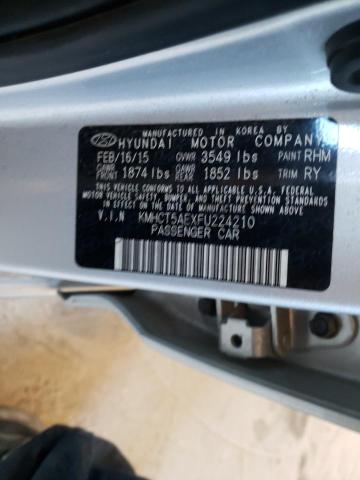 MANUFACTURED IN KOREA BY
HYUNDAI MOTOR COMPANY
FEB/16/15 GVWR 3549 lbs PAINT RHM
GAWR FRONT 1874 lbs GAWR REAR 1852 lbs TRIM RY
THIS VEHICLE CONFORMS TO ALL APPLICABLE U.S.A. FEDERAL
MOTOR VEHICLE SAFETY, BUMPER, AND THEFT PREVENTION
STANDARDS IN EFFECT ON THE DATE OF MANUFACTURE SHOWN ABOVE.
V.I.N KMHCT5AEXFU224210
PASSENGER CAR